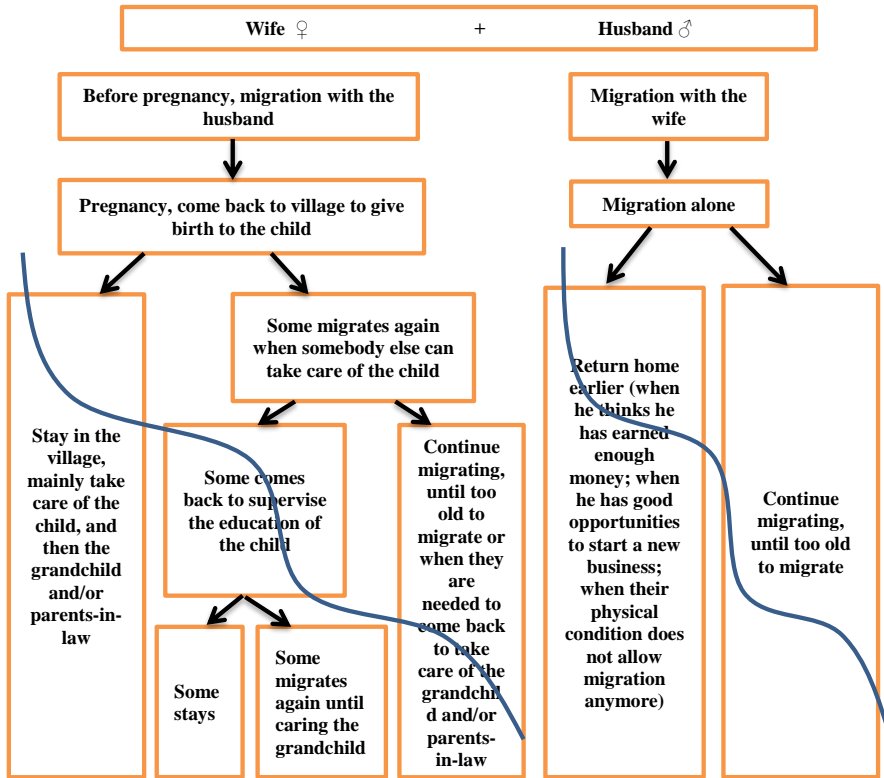 Wife ♀ + Husband ♂
Before pregnancy, migration with the
husband
Migration with the
wife
Pregnancy, come back to village to give
birth to the child
Migration alone
Stay in the
village,
mainly take
care of the
child, and
then the
grandchild
and/or
parents-in-
law
Some migrates again
when somebody else can
take care of the child
Some comes
back to supervise
the education of
the child
Some
stays
Some
migrates
again until
caring the
grandchild
Continue
migrating,
until too
old to
migrate or
when they
are
needed to
come back
to take
care of the
grandchil
d and/or
parents-
in-law
Return home
earlier (when
he thinks he
has earned
enough
money; when
he has good
opportunities
to start a new
business;
when their
physical
condition does
not allow
migration
anymore)
Continue
migrating,
until too old
to migrate